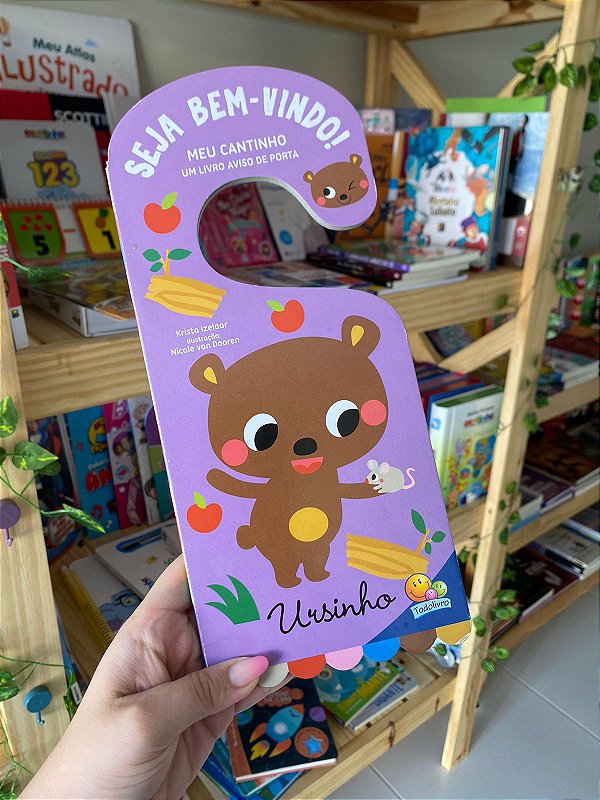 Meu Atlas
ILUSTRADO
SCOTTI
123
5
1
SEJA BEM-VINDO!
MEU CANTINHO
UM LIVRO AVISO DE PORTA
Krista Izelaar
Ilustração:
Nicole van Dooren
Ursinho
Todolivro